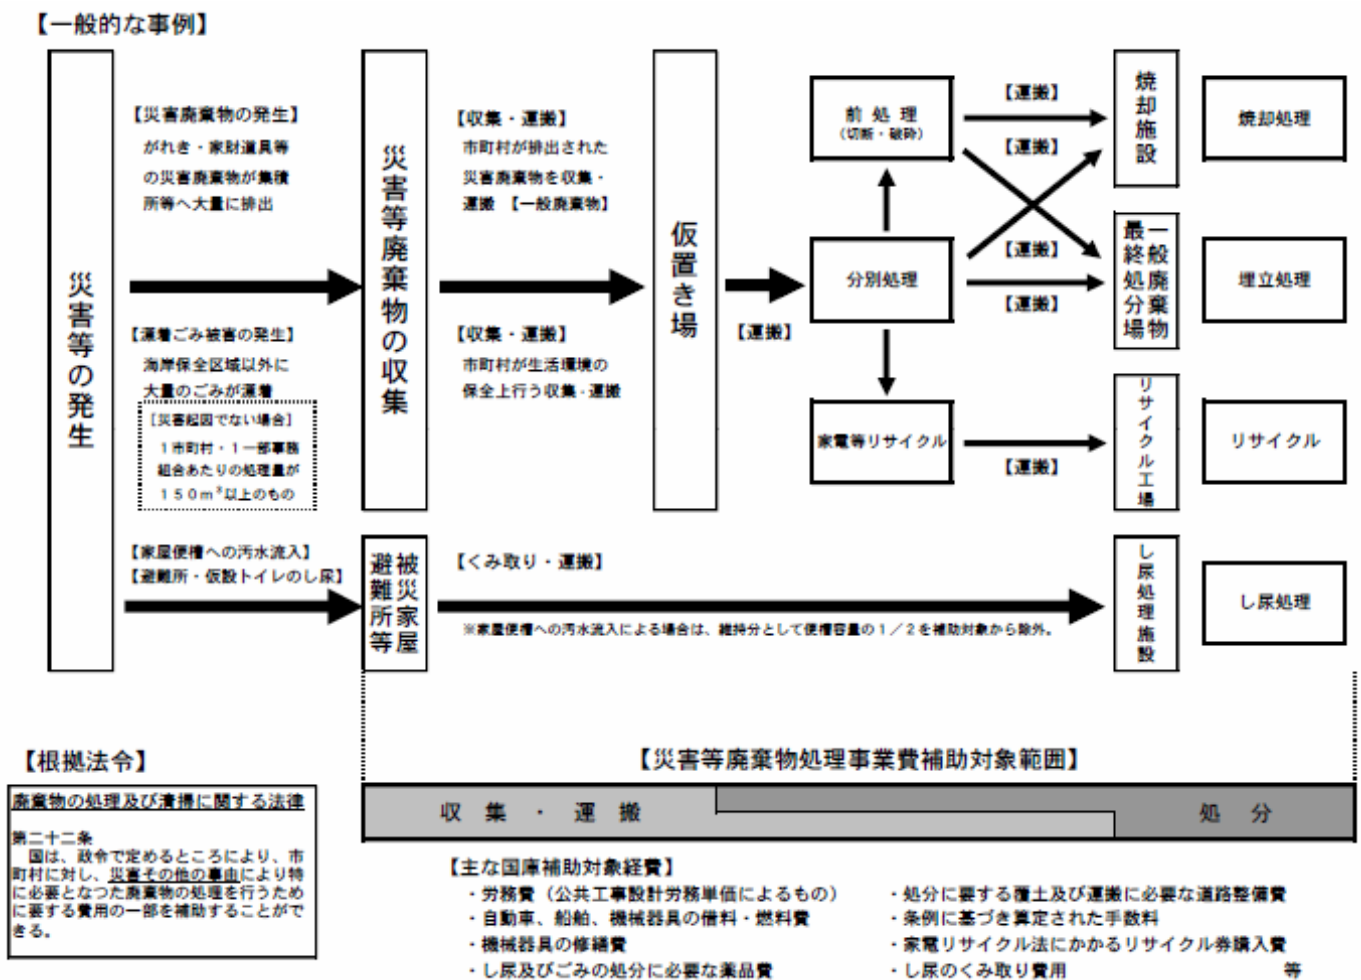 【一般的な事例】
災害等の発生
【災害廃棄物の発生】
がれき・家財道具等
の災害廃棄物が集積
所等へ大量に排出
【漂着ごみ被害の発生】
海岸保全区域以外に
大量のごみが漂着
［災害起因でない場合］
１市町村・１一部事務
組合あたりの処理量が
１５０ｍ³以上のもの
【家屋便槽への汚水流入】
【避難所・仮設トイレのし尿】
災害等廃棄物の収集
被災家屋
避難所等
【収集・運搬】
市町村が排出された
災害廃棄物を収集・
運搬 【一般廃棄物】
【収集・運搬】
市町村が生活環境の
保全上行う収集・運搬
【くみ取り・運搬】
※家屋便槽への汚水流入による場合は、維持分として便槽容量の１／２を補助対象から除外。
仮置き場
【運搬】
前 処 理
（切断・破砕）
分別処理
家電等リサイクル
【運搬】
【運搬】
【運搬】
【運搬】
【運搬】
焼却施設
一般廃棄物
最終処分場
リサイクル工場
し尿処理施設
焼却処理
埋立処理
リサイクル
し尿処理
【根拠法令】
廃棄物の処理及び清掃に関する法律
第二十二条
国は、政令で定めるところにより、市
町村に対し、災害その他の事由により特
に必要となつた廃棄物の処理を行うため
に要する費用の一部を補助することがで
きる。
【災害等廃棄物処理事業費補助対象範囲】
収 集 ・ 運 搬
処 分
【主な国庫補助対象経費】
・労務費（公共工事設計労務単価によるもの）
・自動車、船舶、機械器具の借料・燃料費
・機械器具の修繕費
・し尿及びごみの処分に必要な薬品費
・処分に要する覆土及び運搬に必要な道路整備費
・条例に基づき算定された手数料
・家電リサイクル法にかかるリサイクル券購入費
・し尿のくみ取り費用 等